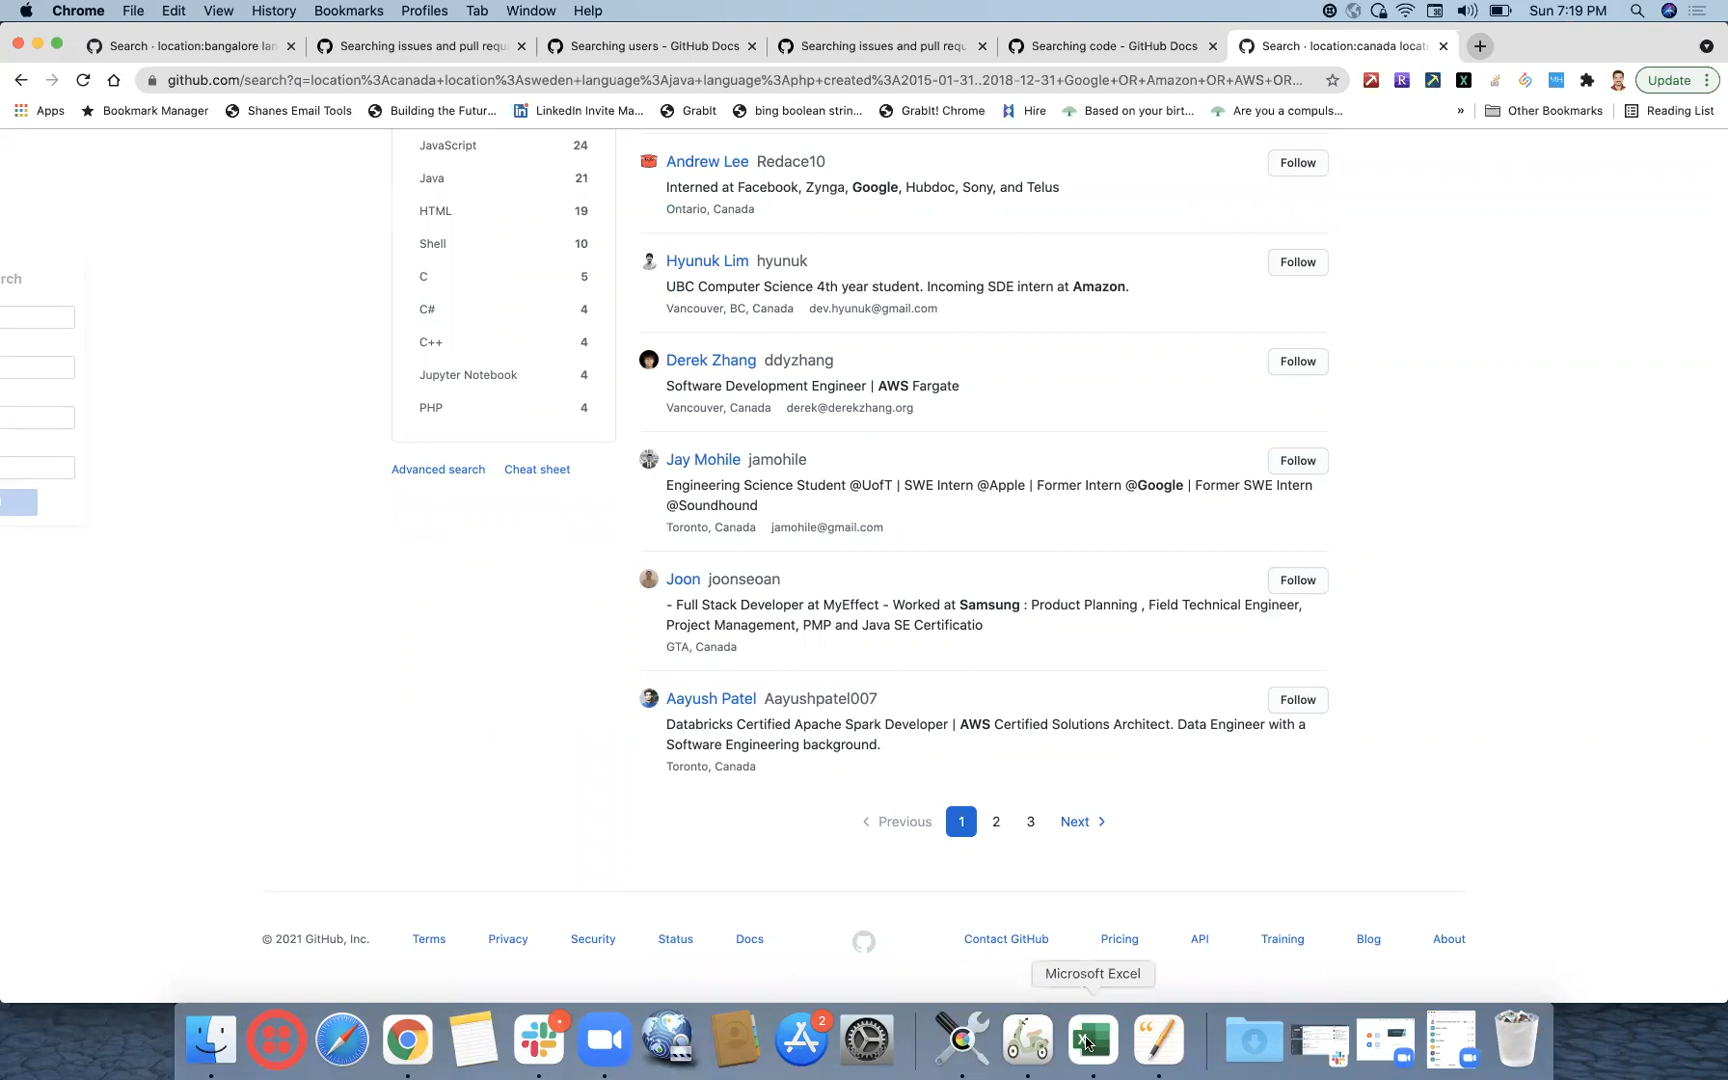 Chrome File Edit View History Bookmarks Profiles Tab Window Help Sun 7:19 PM
Search · location:bangalore lan Searching issues and pull requ Searching users - GitHub Docs Searching issues and pull requ Searching code - GitHub Docs Search · location:canada locati
github.com/search?q=location%3Acanada+location%3Asweden+language%3Ajava+language%3Aphp+created%3A2015-01-31..2018-12-31+Google+OR+Amazon+OR+AWS+OR... Update
Apps Bookmark Manager Shanes Email Tools Building the Futur... LinkedIn Invite Ma... GrabIt bing boolean strin... GrabIt! Chrome Hire Based on your birt... Are you a compuls... » Other Bookmarks Reading List
rch
JavaScript 24
Java 21
HTML 19
Shell 10
C 5
C# 4
C++ 4
Jupyter Notebook 4
PHP 4
Advanced search Cheat sheet
Andrew Lee Redace10 Follow
Interned at Facebook, Zynga, Google, Hubdoc, Sony, and Telus
Ontario, Canada
Hyunuk Lim hyunuk Follow
UBC Computer Science 4th year student. Incoming SDE intern at Amazon.
Vancouver, BC, Canada dev.hyunuk@gmail.com
Derek Zhang ddyzhang Follow
Software Development Engineer | AWS Fargate
Vancouver, Canada derek@derekzhang.org
Jay Mohile jamohile Follow
Engineering Science Student @UofT | SWE Intern @Apple | Former Intern @Google | Former SWE Intern
@Soundhound
Toronto, Canada jamohile@gmail.com
Joon joonseoan Follow
- Full Stack Developer at MyEffect - Worked at Samsung : Product Planning , Field Technical Engineer,
Project Management, PMP and Java SE Certificatio
GTA, Canada
Aayush Patel Aayushpatel007 Follow
Databricks Certified Apache Spark Developer | AWS Certified Solutions Architect. Data Engineer with a
Software Engineering background.
Toronto, Canada
Previous 1 2 3 Next
© 2021 GitHub, Inc. Terms Privacy Security Status Docs Contact GitHub Pricing API Training Blog About
Microsoft Excel
2